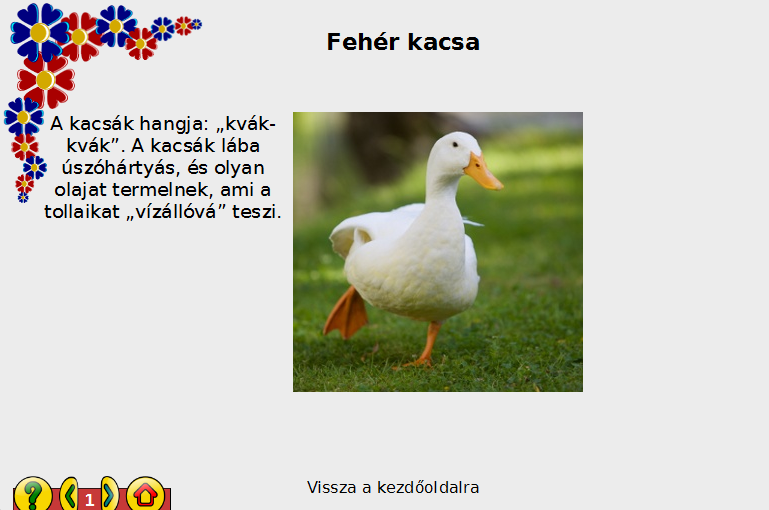 Fehér kacsa
A kacsák hangja: „kvák-
kvák”. A kacsák lába
úszóhártyás, és olyan
olajat termelnek, ami a
tollaikat „vízállóvá” teszi.
?
1
Vissza a kezdőoldalra